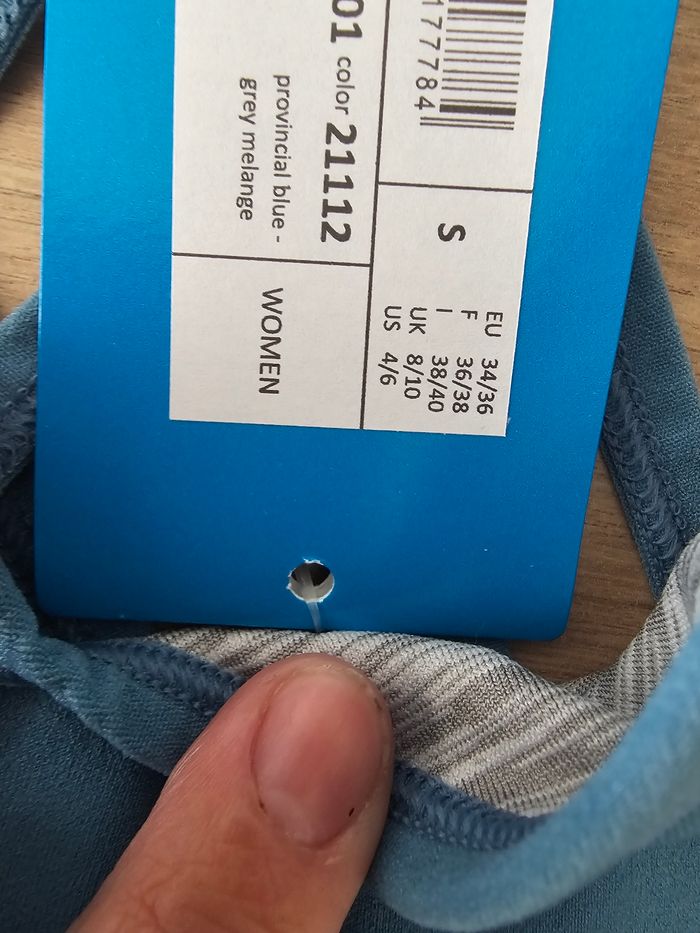 01 color 21112
provincial blue -
grey melange
WOMEN
177784
S
EU 34/36
F 36/38
I 38/40
UK 8/10
US 4/6